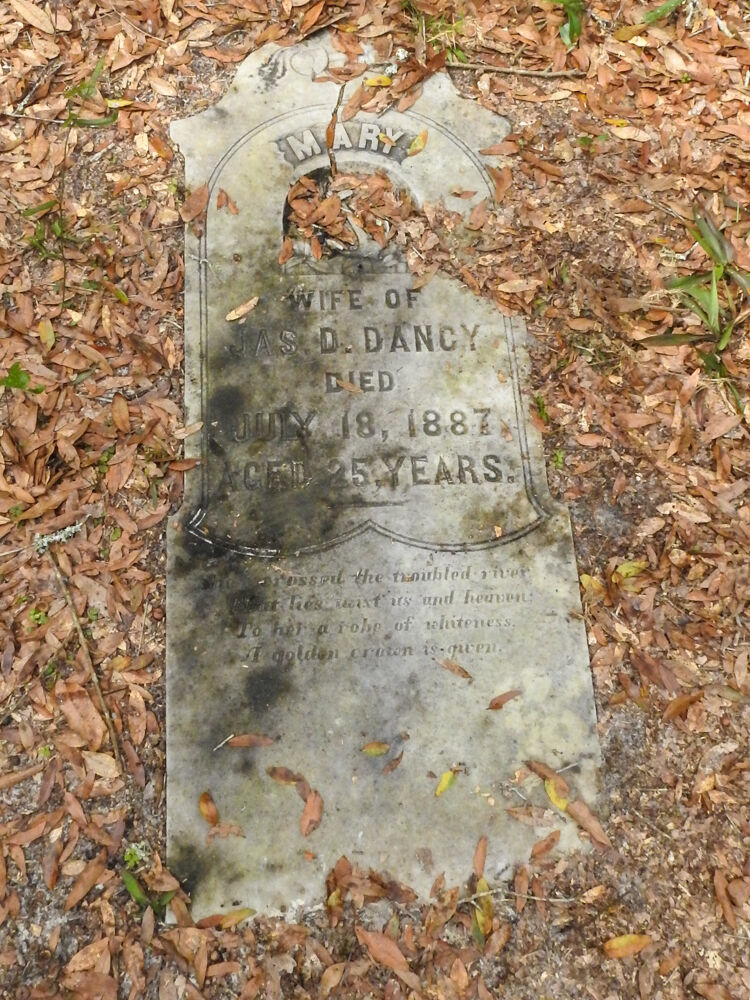 MARY
WIFE OF
JAS. D. DANCY
DIED
JULY 18, 1887
AGED 25, YEARS.
crossed the troubled river
That lies twixt us and heaven;
To her a robe of whiteness.
A golden crown is given.